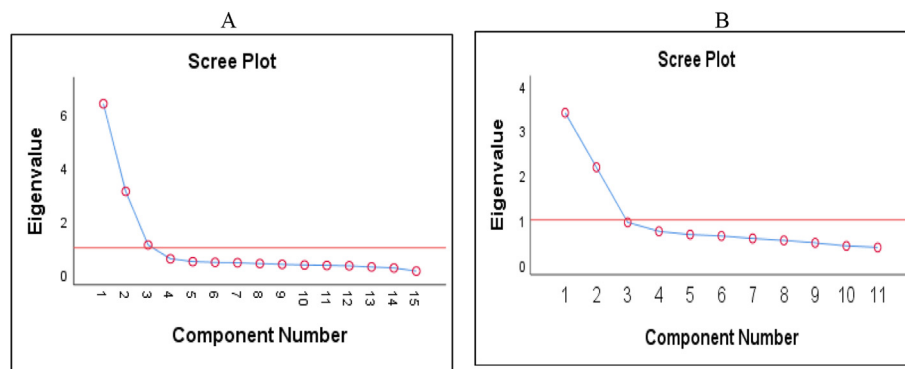 A
B
Scree Plot
Eigenvalue
6
4
2
0
1 2 3 4 5 6 7 8 9 10 11 12 13 14 15
Component Number
Scree Plot
Eigenvalue
4
3
2
1
0
1 2 3 4 5 6 7 8 9 10 11
Component Number